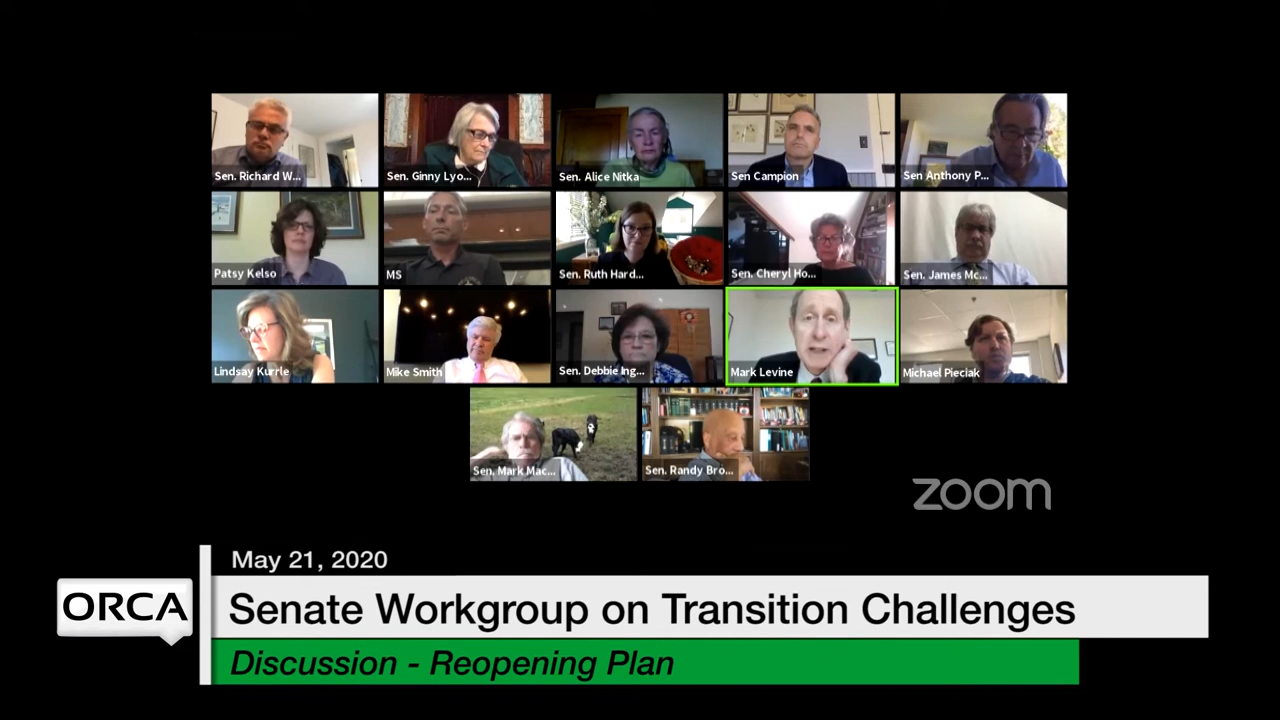 Sen. Richard W...
Sen. Ginny Lyo...
Sen. Alice Nitka
Sen Campion
Sen Anthony P...
Patsy Kelso
MS
Sen. Ruth Hard...
Sen. Cheryl Ho...
Sen. James Mc...
Lindsay Kurrle
Mike Smith
Sen. Debbie Ing...
Mark Levine
Michael Pieciak
Sen. Mark Mac...
Sen. Randy Bro...
zoom
May 21, 2020
ORCA
Senate Workgroup on Transition Challenges
Discussion - Reopening Plan